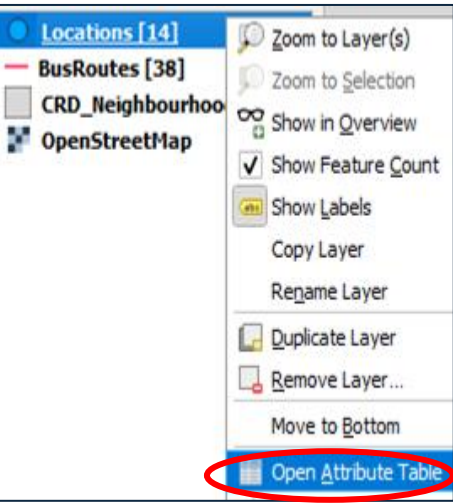 Locations [14]
BusRoutes [38]
CRD_Neighbourhoo
OpenStreetMap
Zoom to Layer(s)
Zoom to Selection
Show in Overview
Show Feature Count
abc
Show Labels
Copy Layer
Rename Layer
Duplicate Layer
Remove Layer...
Move to Bottom
Open Attribute Table